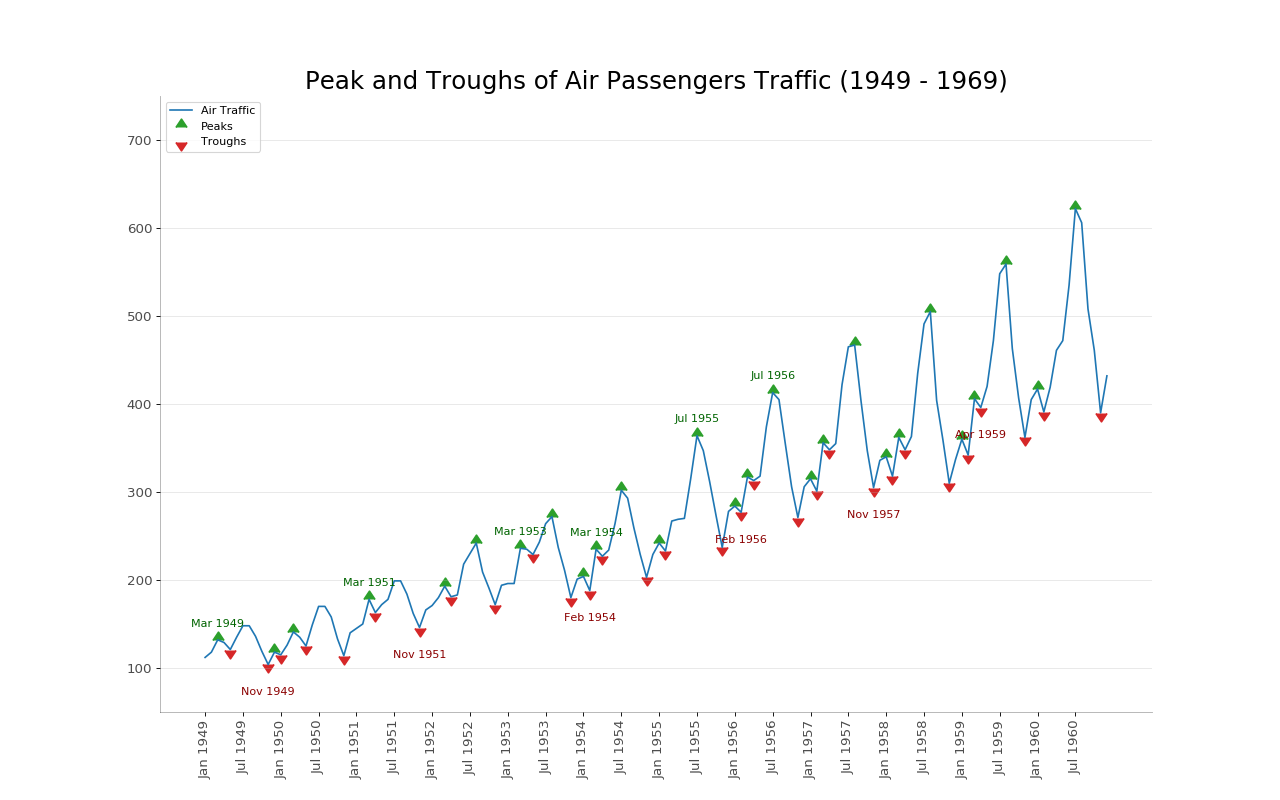 Peak and Troughs of Air Passengers Traffic (1949 - 1969)
Air Traffic
Peaks
Troughs
700
600
500
400
300
200
100
Jul 1956
Jul 1955
Apr 1959
Nov 1957
Mar 1953
Mar 1954
Feb 1956
Mar 1951
Feb 1954
Mar 1949
Nov 1951
Nov 1949
Jan 1949
Jul 1949
Jan 1950
Jul 1950
Jan 1951
Jul 1951
Jan 1952
Jul 1952
Jan 1953
Jul 1953
Jan 1954
Jul 1954
Jan 1955
Jul 1955
Jan 1956
Jul 1956
Jan 1957
Jul 1957
Jan 1958
Jul 1958
Jan 1959
Jul 1959
Jan 1960
Jul 1960